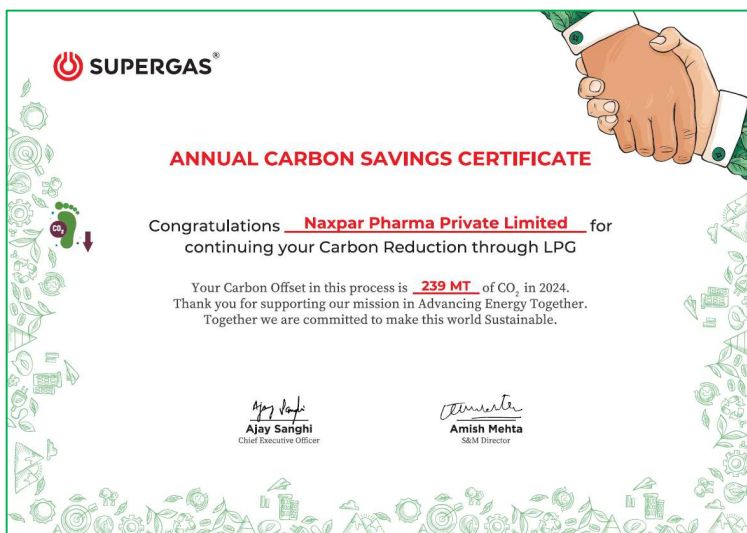 SUPERGAS®
ANNUAL CARBON SAVINGS CERTIFICATE
Congratulations Naxpar Pharma Private Limited for
continuing your Carbon Reduction through LPG
CO₂
Your Carbon Offset in this process is 239 MT of CO₂ in 2024.
Thank you for supporting our mission in Advancing Energy Together.
Together we are committed to make this world Sustainable.
Ajay Sanghi
Chief Executive Officer
Amish Mehta
S&M Director